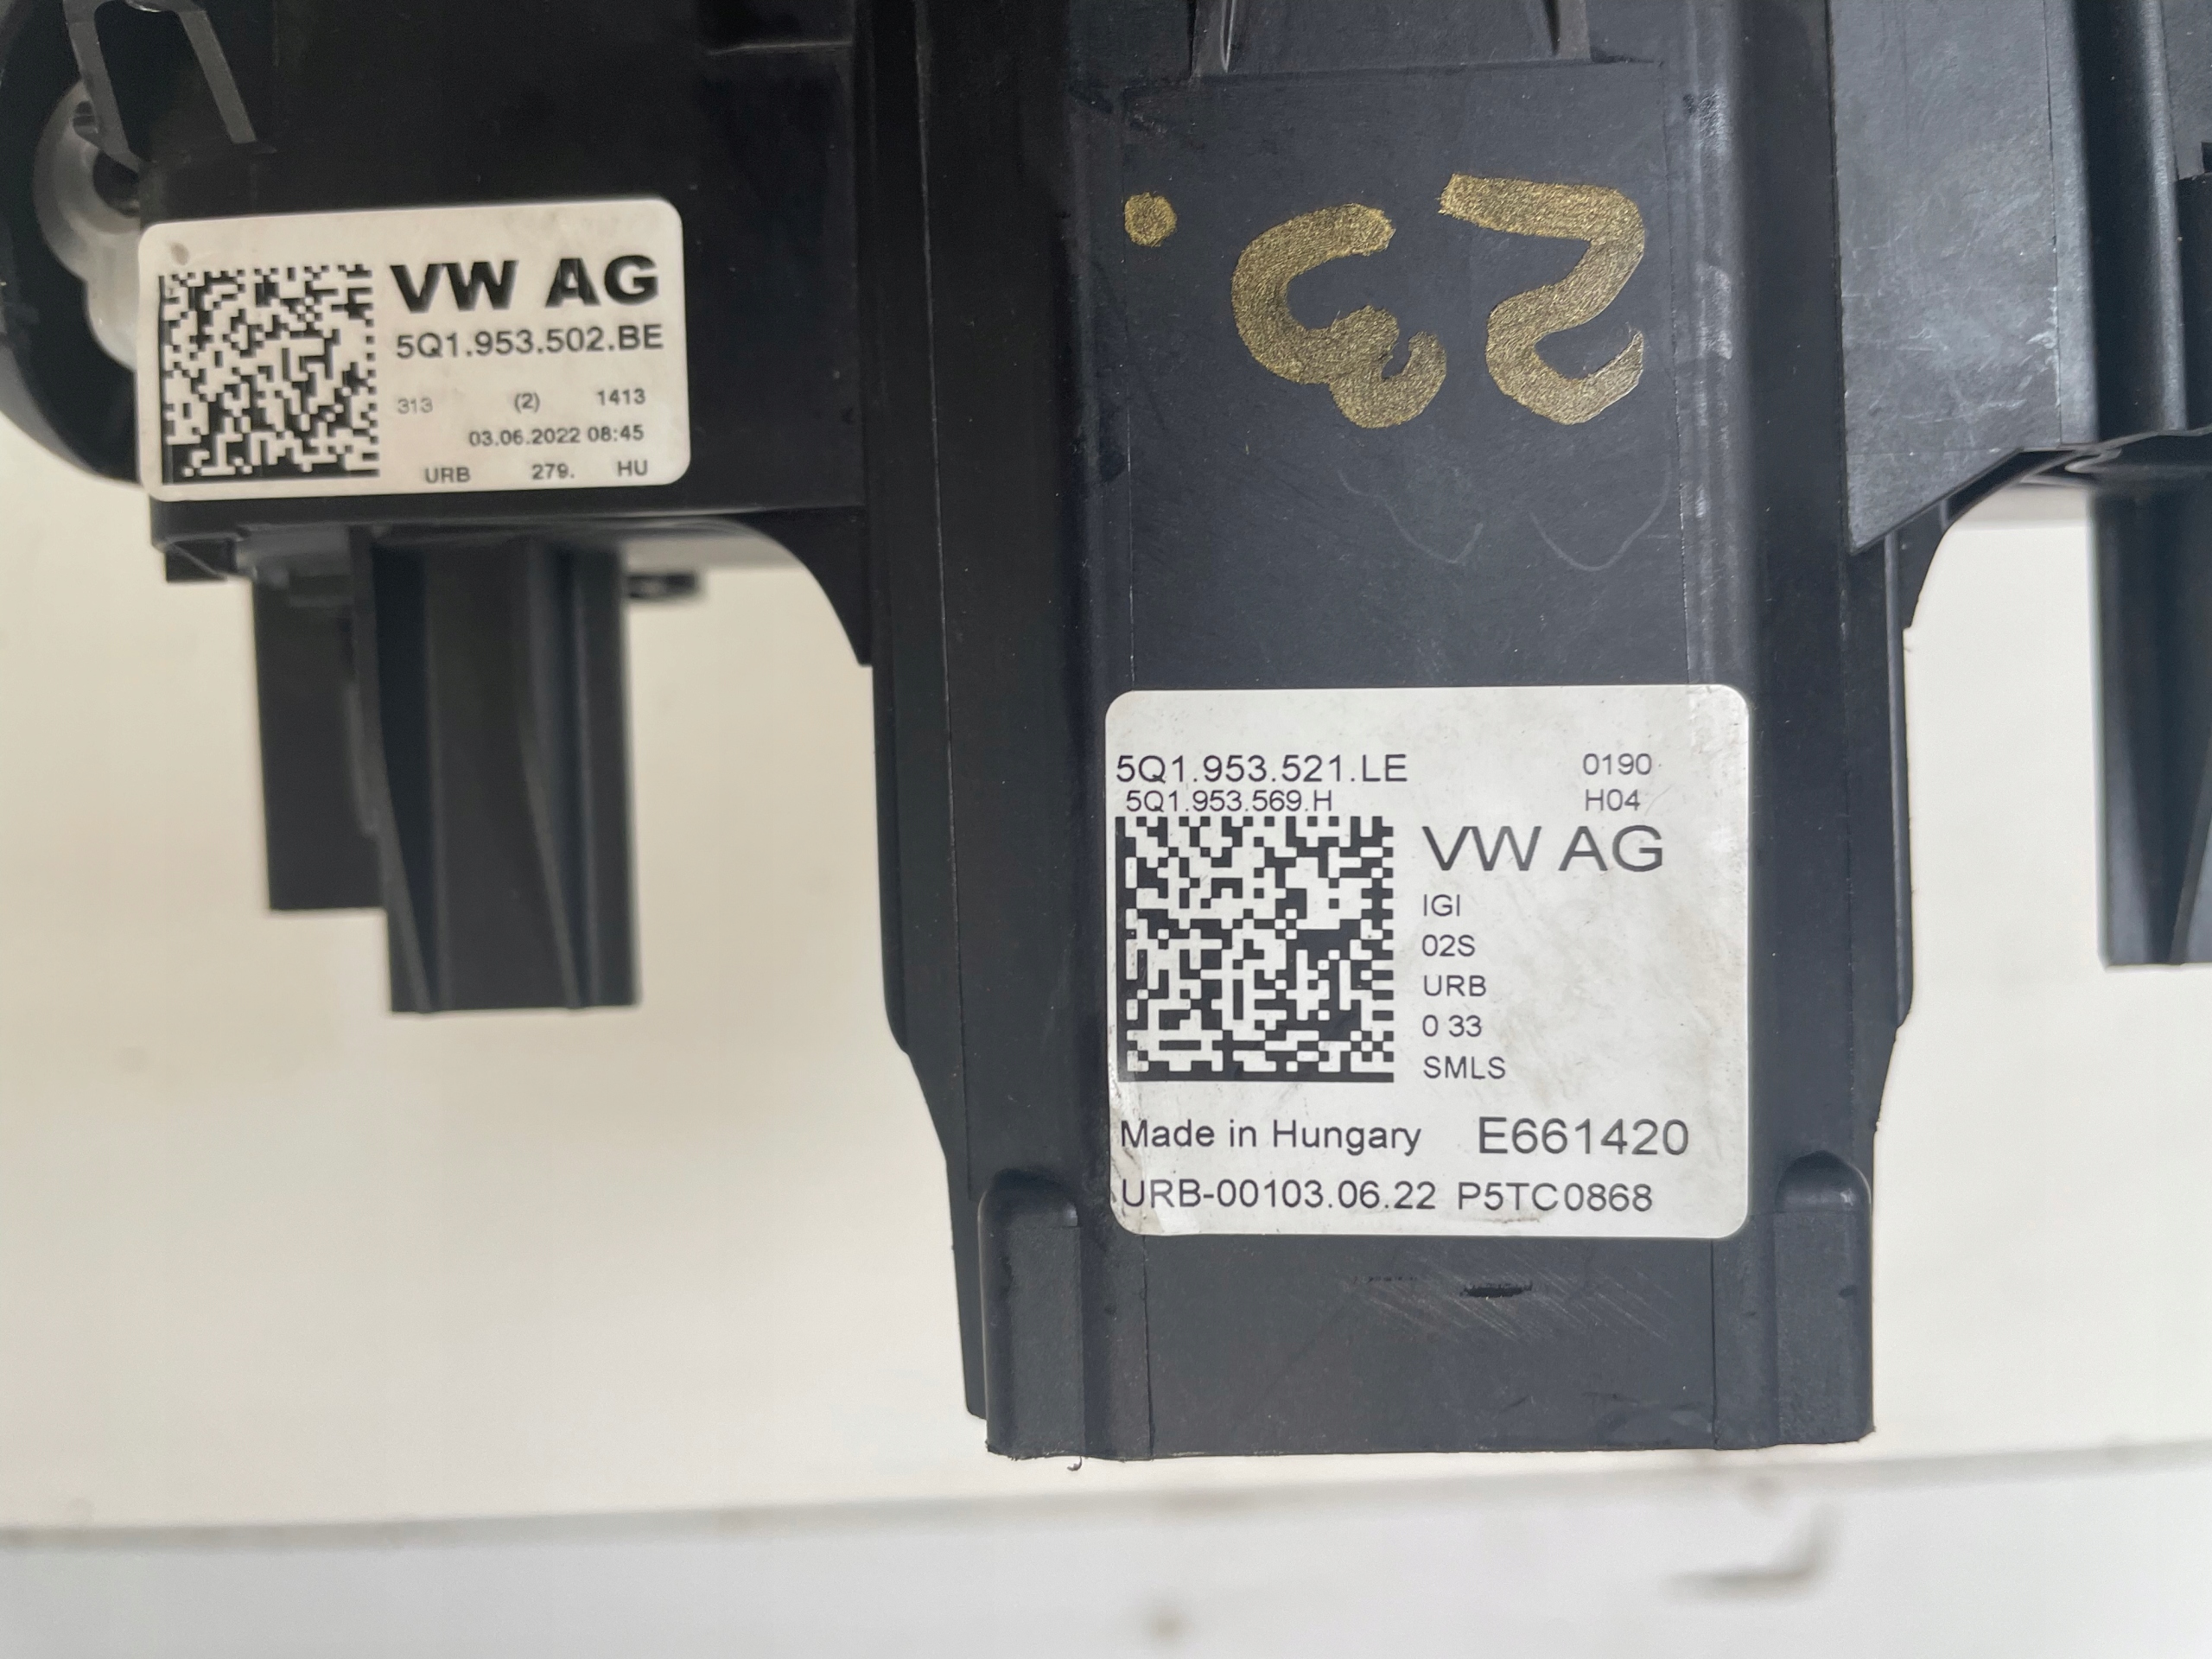 VW AG
5Q1.953.502.BE
313 (2) 1413
03.06.2022 08:45
URB 279. HU
23
5Q1.953.521.LE 0190
5Q1.953.569.H H04
VW AG
IGI
02S
URB
0 33
SMLS
Made in Hungary E661420
URB-00103.06.22 P5TC0868